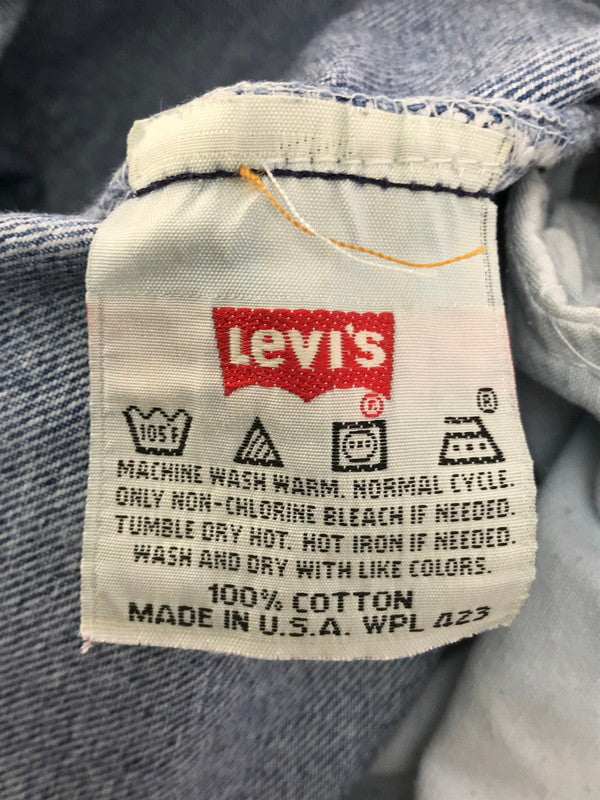 Levi's
®
105F ®
MACHINE WASH WARM. NORMAL CYCLE.
ONLY NON-CHLORINE BLEACH IF NEEDED.
TUMBLE DRY HOT. HOT IRON IF NEEDED.
WASH AND DRY WITH LIKE COLORS.
100% COTTON
MADE IN U.S.A. WPL 423